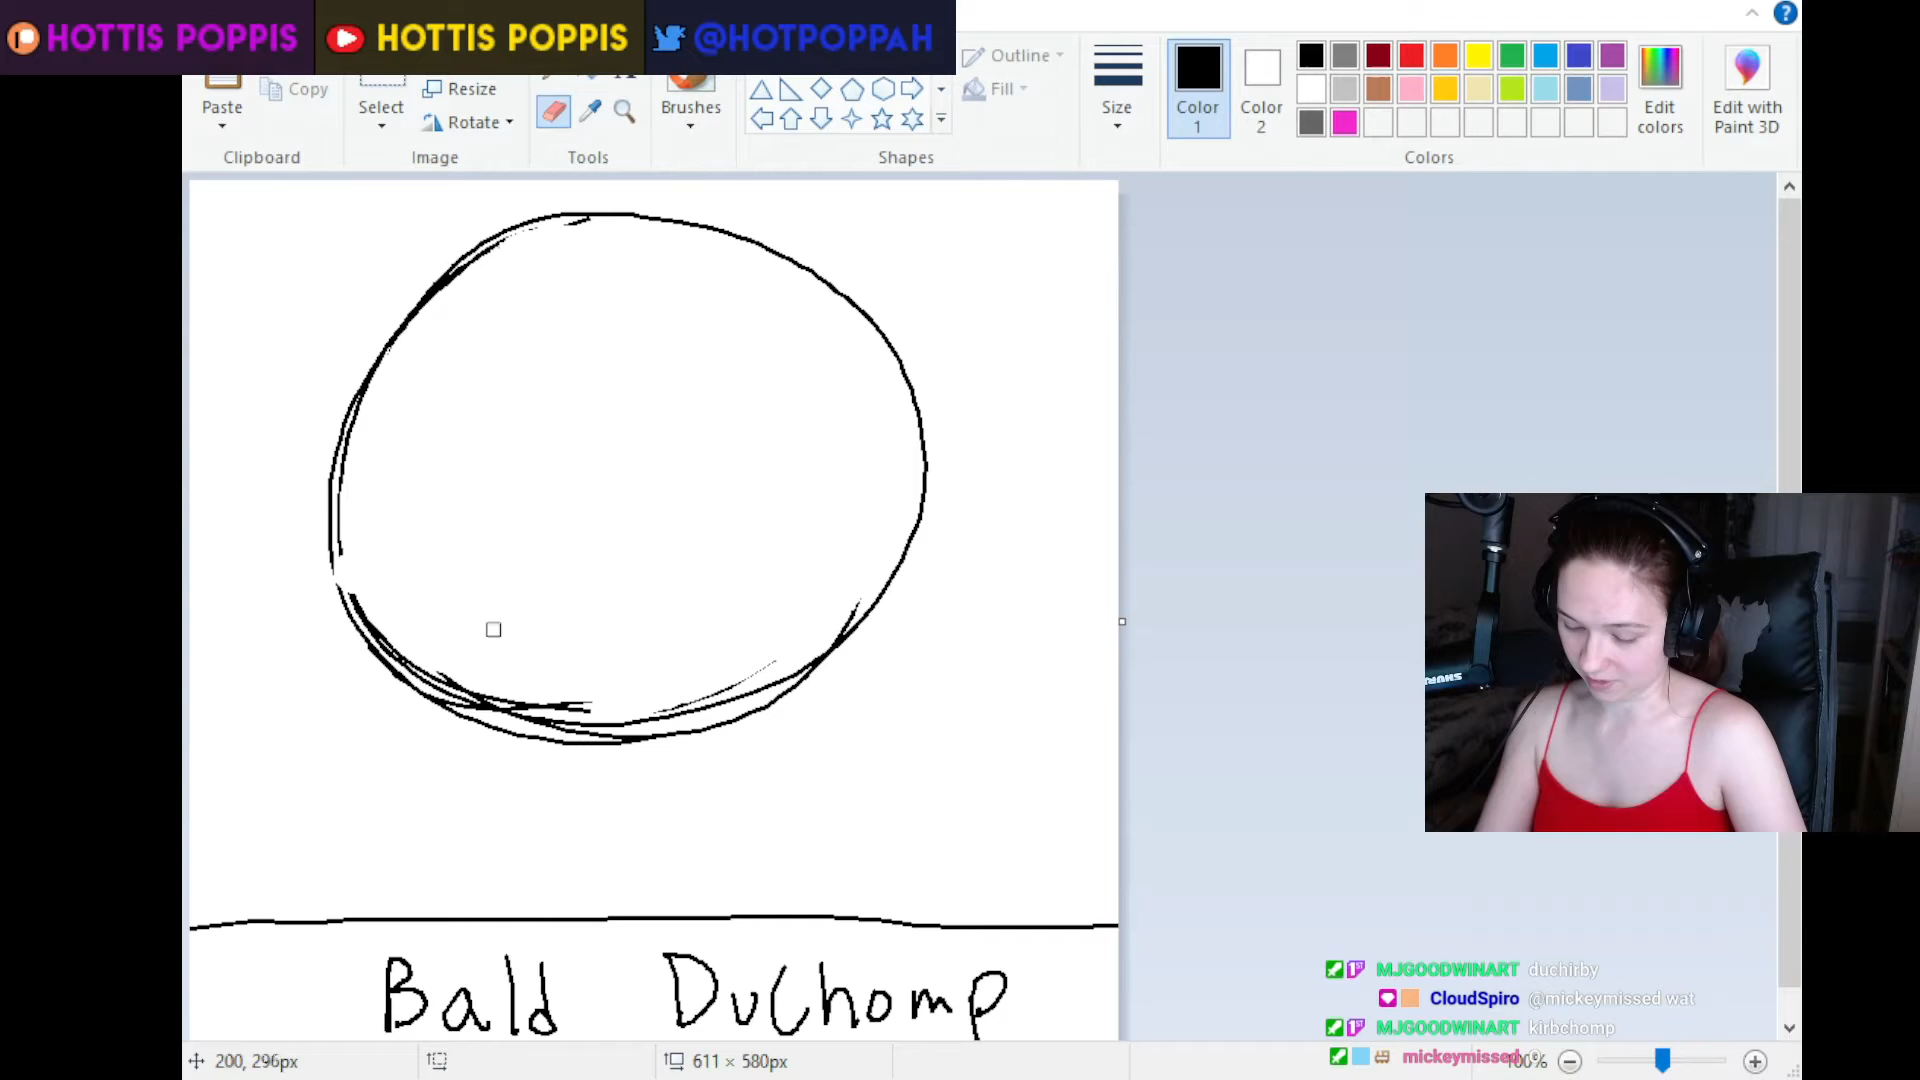 HOTTIS POPPIS HOTTIS POPPIS @HOTPOPPAH
Outline
Copy Resize Fill
Paste Select Rotate Brushes Size Color 1 Color 2 Edit colors Edit with Paint 3D
Clipboard Image Tools Shapes Colors
SHURE
Bald DuChomp
MJGOODWINART duchirby
CloudSpiro @mickeymissed wat
MJGOODWINART kirbchomp
mickeymissed
200, 296px 611 × 580px 100%